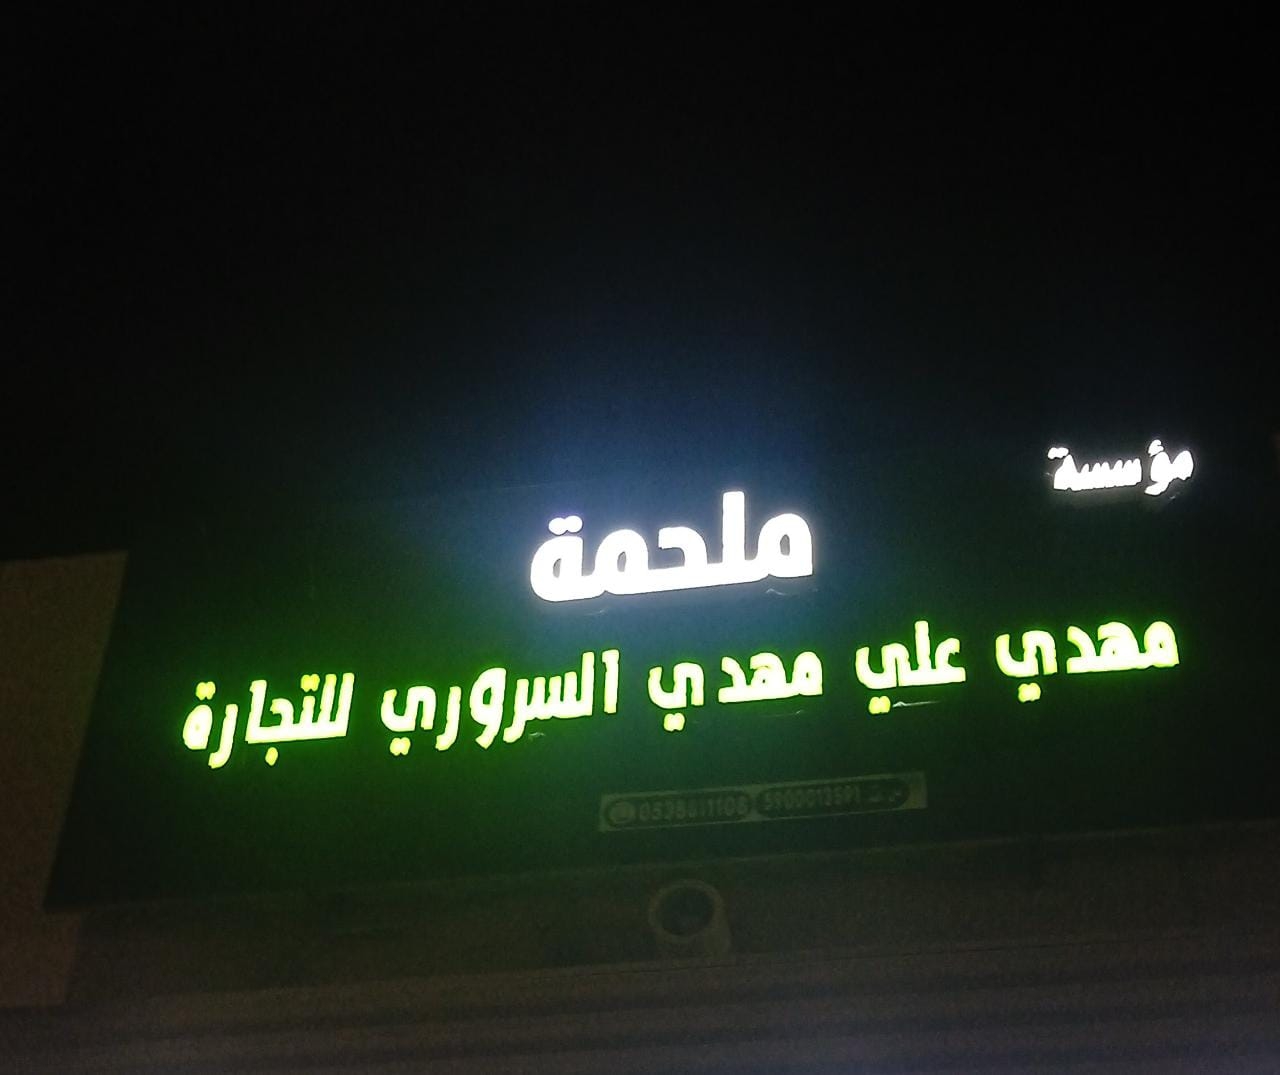 مؤسسة
ملحمة
مهدي علي مهدي السروري للتجارة